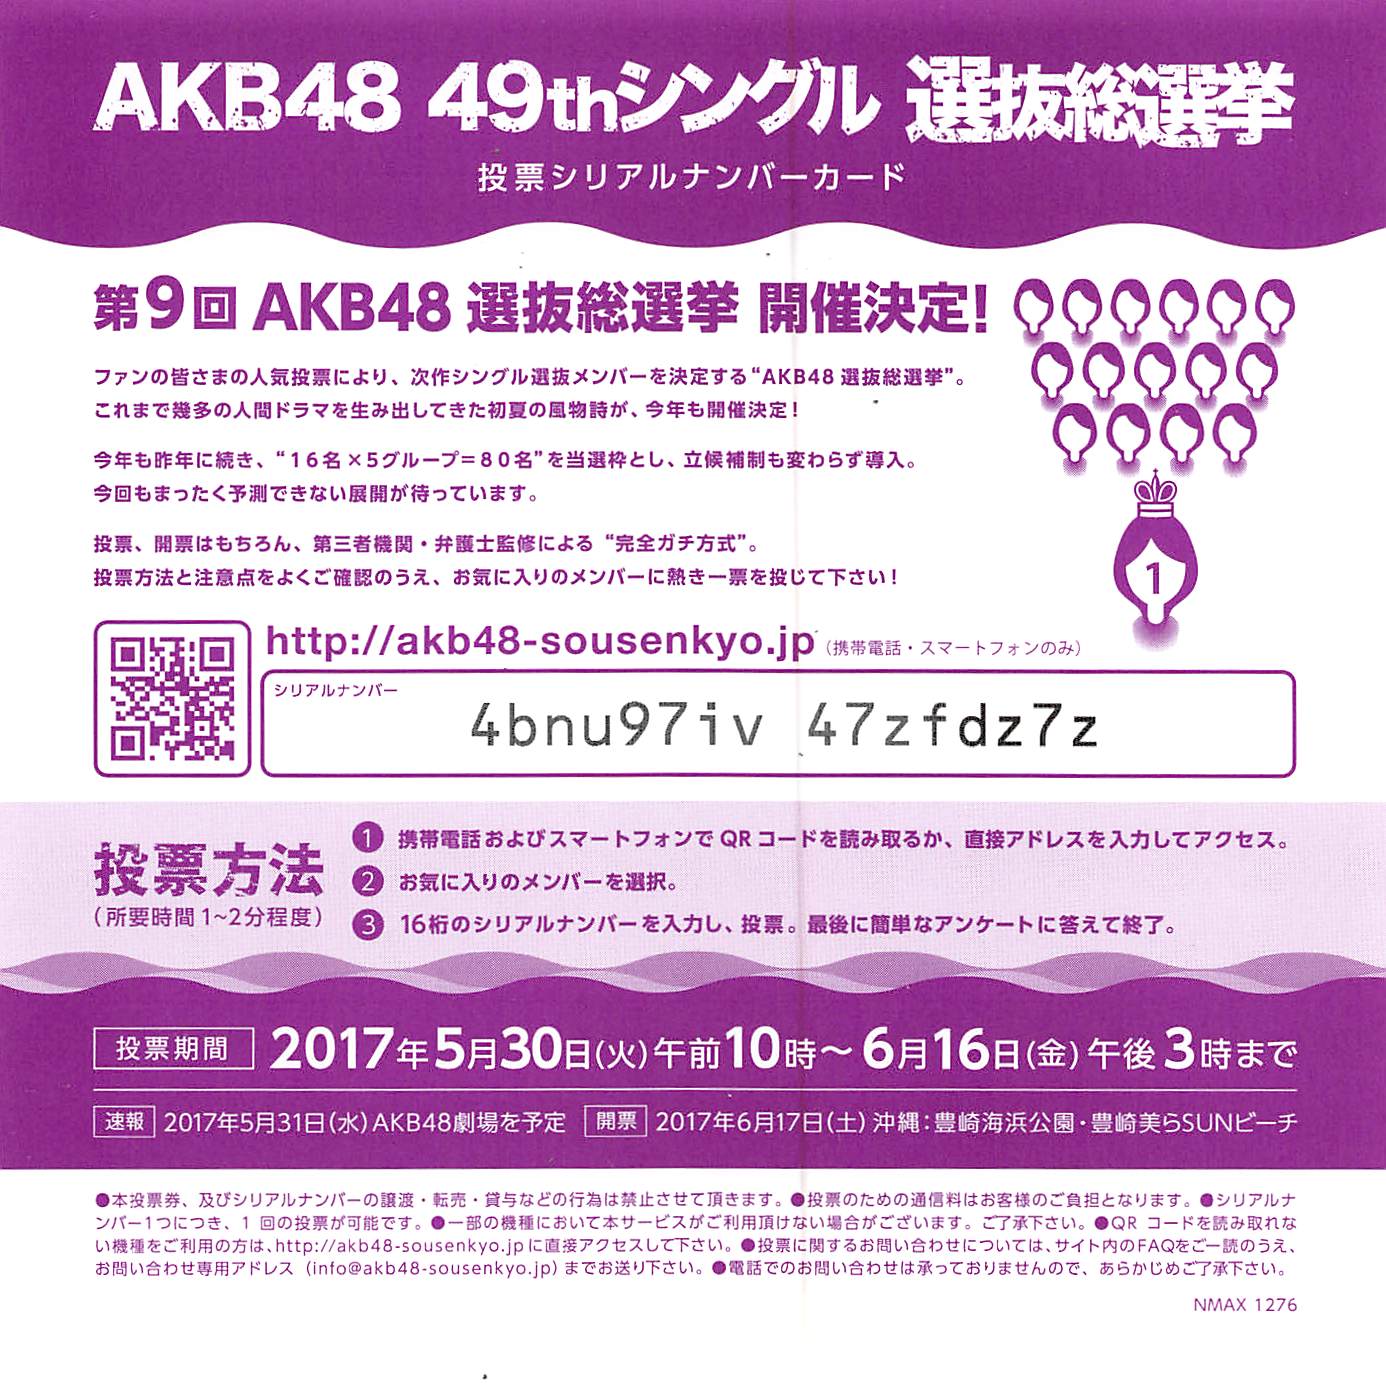 AKB48 49thシングル 選抜総選挙
投票シリアルナンバーカード
第9回 AKB48 選抜総選挙 開催決定!
ファンの皆さまの人気投票により、次作シングル選抜メンバーを決定する“AKB48 選抜総選挙”。
これまで幾多の人間ドラマを生み出してきた初夏の風物詩が、今年も開催決定!
今年も昨年に続き、“16名×5グループ=80名”を当選枠とし、立候補制も変わらず導入。
今回もまったく予測できない展開が待っています。
投票、開票はもちろん、第三者機関・弁護士監修による “完全ガチ方式”。
投票方法と注意点をよくご確認のうえ、お気に入りのメンバーに熱き一票を投じて下さい!
1
http://akb48-sousenkyo.jp (携帯電話・スマートフォンのみ)
シリアルナンバー
4bnu97iv 47zfdz7z
投票方法
(所要時間1~2分程度)
1 携帯電話およびスマートフォンでQRコードを読み取るか、直接アドレスを入力してアクセス。
2 お気に入りのメンバーを選択。
3 16桁のシリアルナンバーを入力し、投票。最後に簡単なアンケートに答えて終了。
投票期間 2017年5月30日(火)午前10時~6月16日(金)午後3時まで
速報 2017年5月31日(水)AKB48劇場を予定 開票 2017年6月17日(土)沖縄:豊崎海浜公園・豊崎美らSUNビーチ
●本投票券、及びシリアルナンバーの譲渡・転売・貸与などの行為は禁止させて頂きます。●投票のための通信料はお客様のご負担となります。●シリアルナ
ンバー1つにつき、1 回の投票が可能です。●一部の機種において本サービスがご利用頂けない場合がございます。ご了承下さい。●QR コードを読み取れな
い機種をご利用の方は、http://akb48-sousenkyo.jpに直接アクセスして下さい。●投票に関するお問い合わせについては、サイト内のFAQをご一読のうえ、
お問い合わせ専用アドレス (info@akb48-sousenkyo.jp) までお送り下さい。●電話でのお問い合わせは承っておりませんので、あらかじめご了承下さい。
NMAX 1276